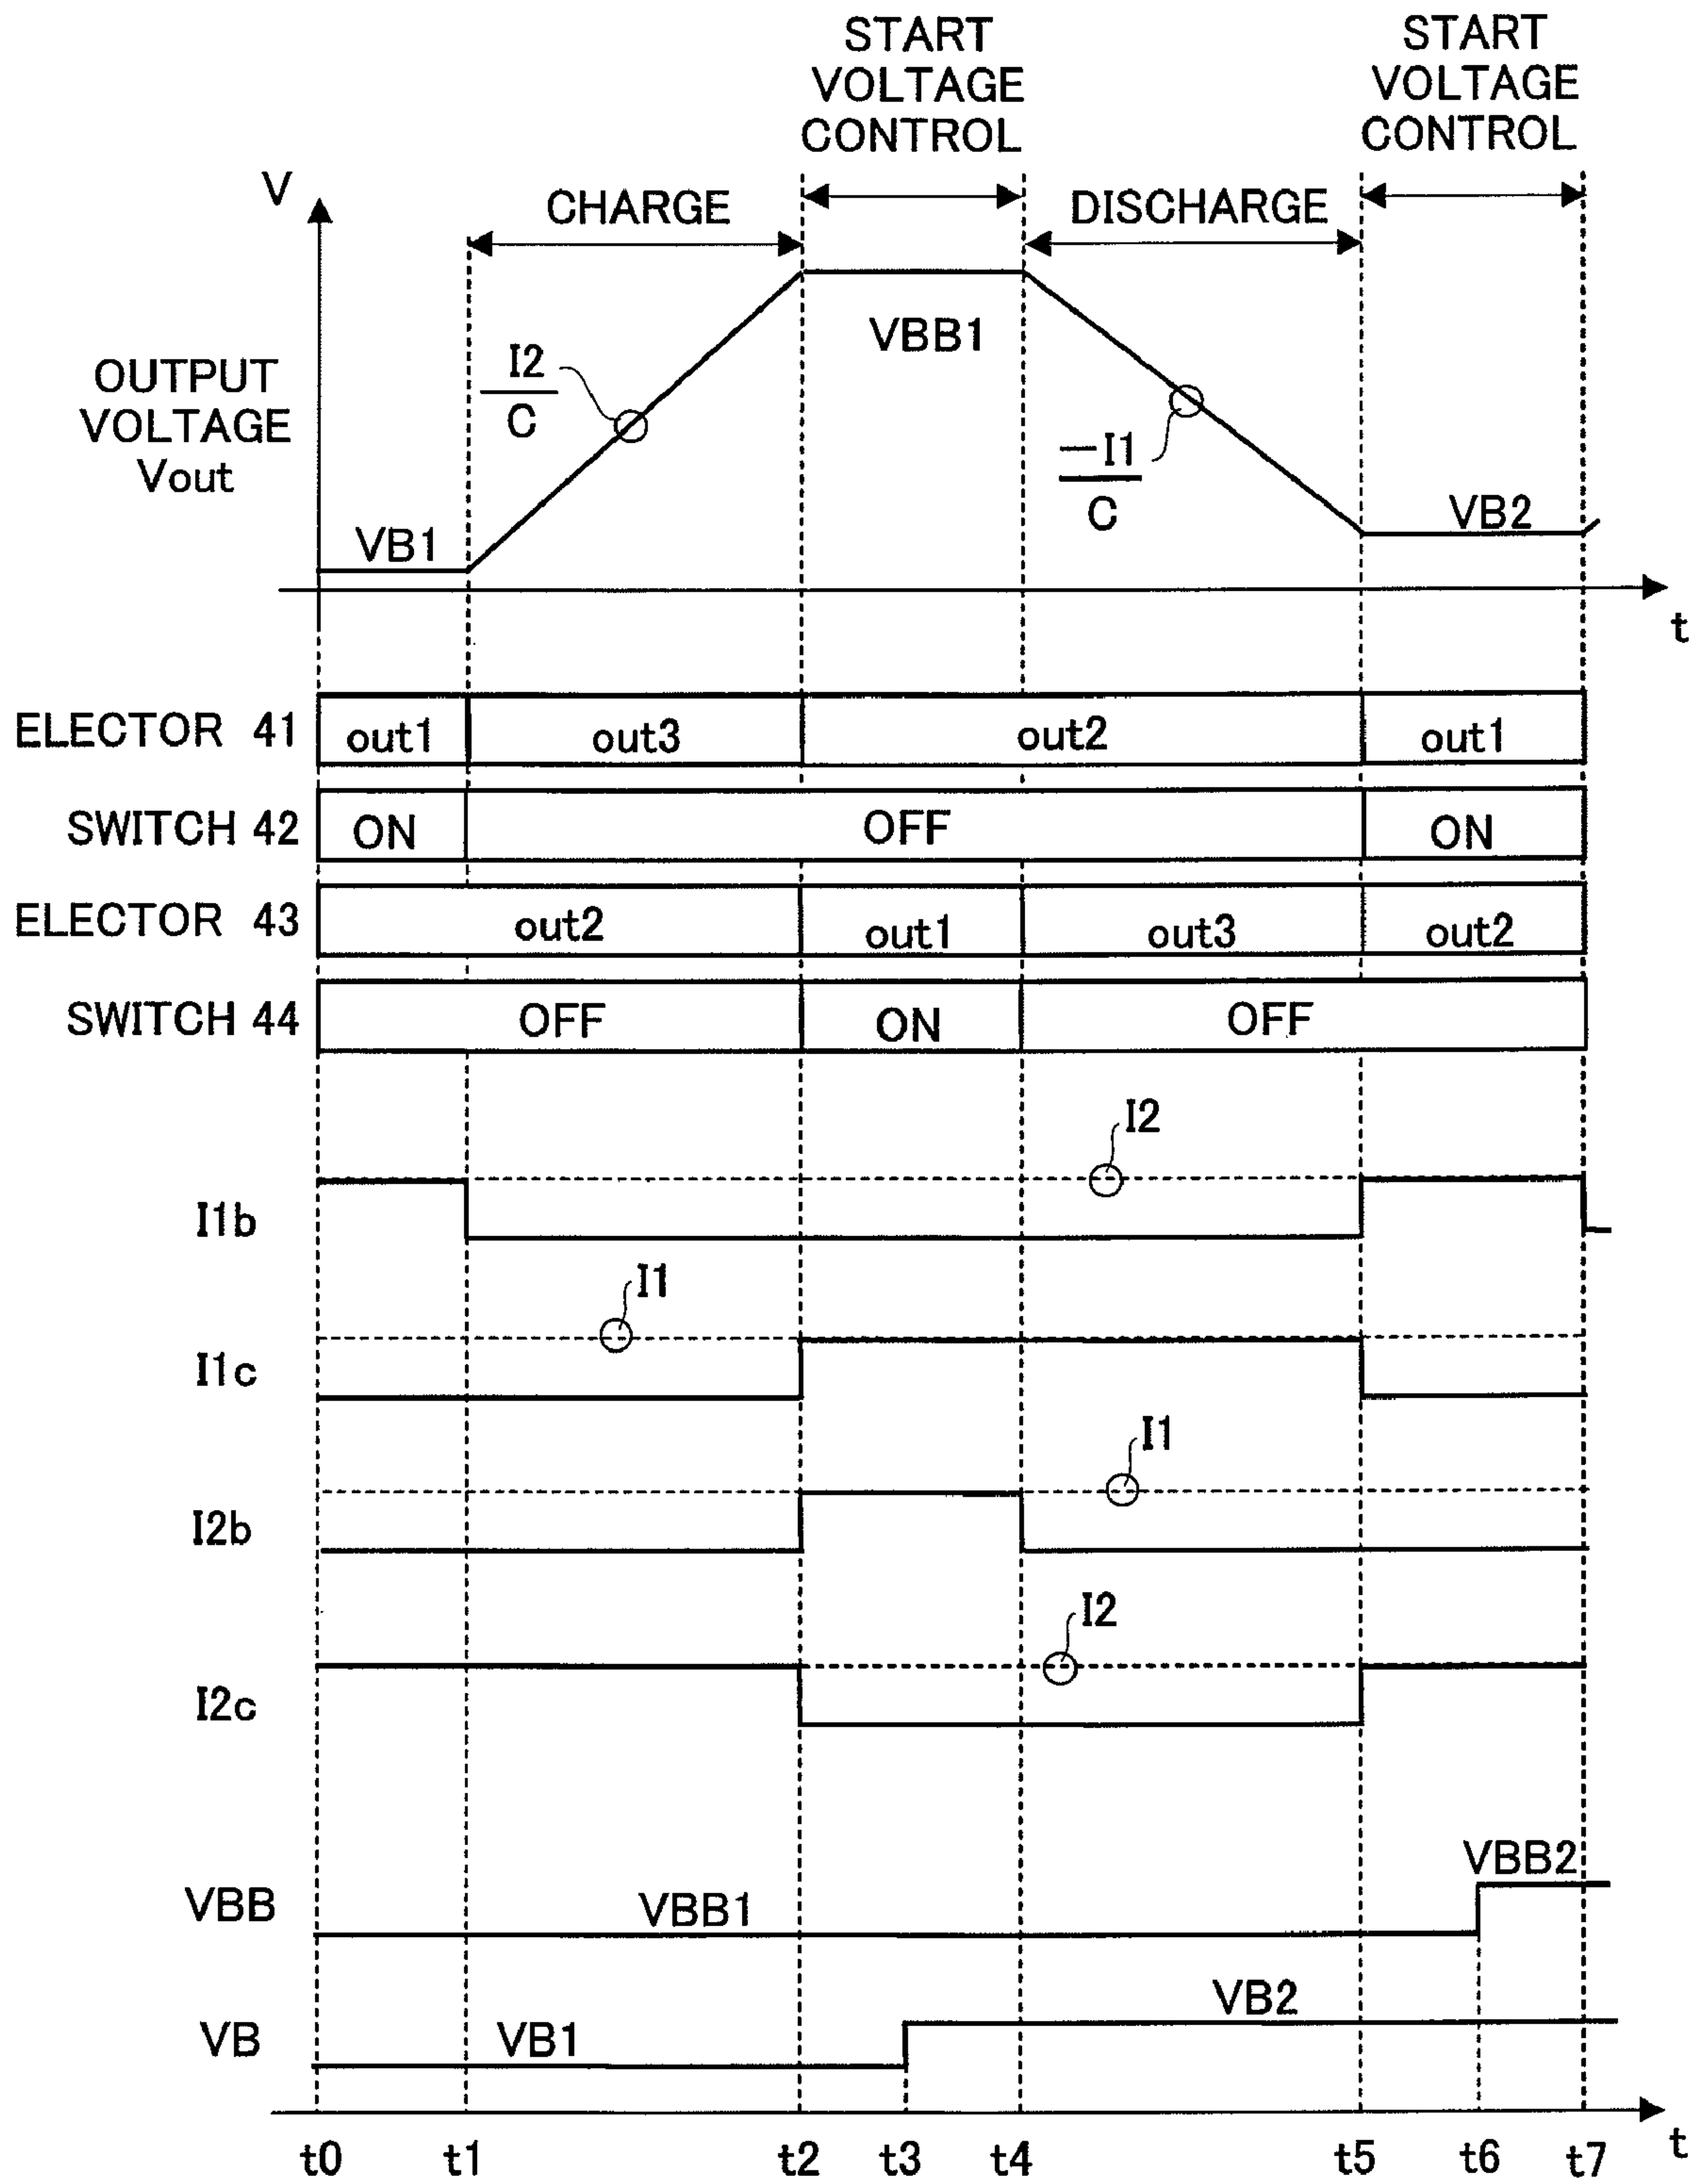 START
VOLTAGE
CONTROL
START
VOLTAGE
CONTROL
V
CHARGE
DISCHARGE
OUTPUT
VOLTAGE
Vout
I2
C
VBB1
−I1
C
VB1
VB2
t
ELECTOR 41
out1
out3
out2
out1
SWITCH 42
ON
OFF
ON
ELECTOR 43
out2
out1
out3
out2
SWITCH 44
OFF
ON
OFF
I2
I1b
I1
I1c
I1
I2b
I2
I2c
VBB2
VBB
VBB1
VB2
VB
VB1
t0 t1 t2 t3 t4 t5 t6 t7
t